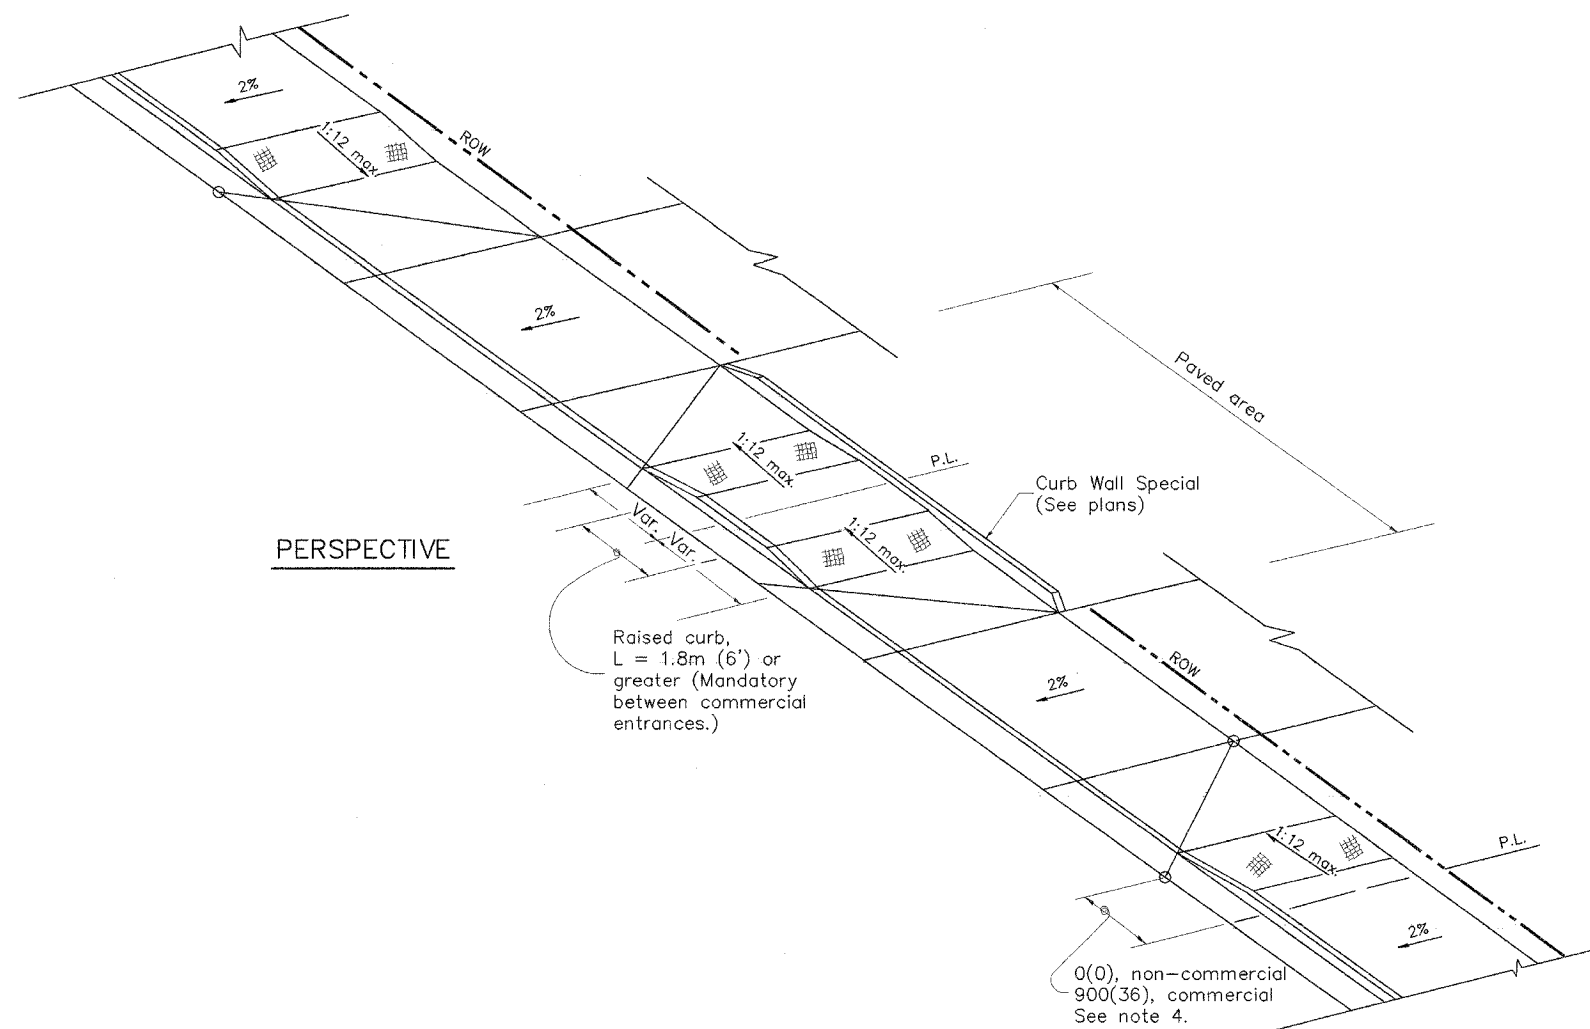 2%
1:12 max.
ROW
2%
Paved area
1:12 max.
P.L.
Curb Wall Special
(See plans)
1:12 max.
Var.
Var.
PERSPECTIVE
Raised curb,
L = 1.8m (6') or
greater (Mandatory
between commercial
entrances.)
ROW
2%
1:12 max.
P.L.
2%
0(0), non-commercial
900(36), commercial
See note 4.